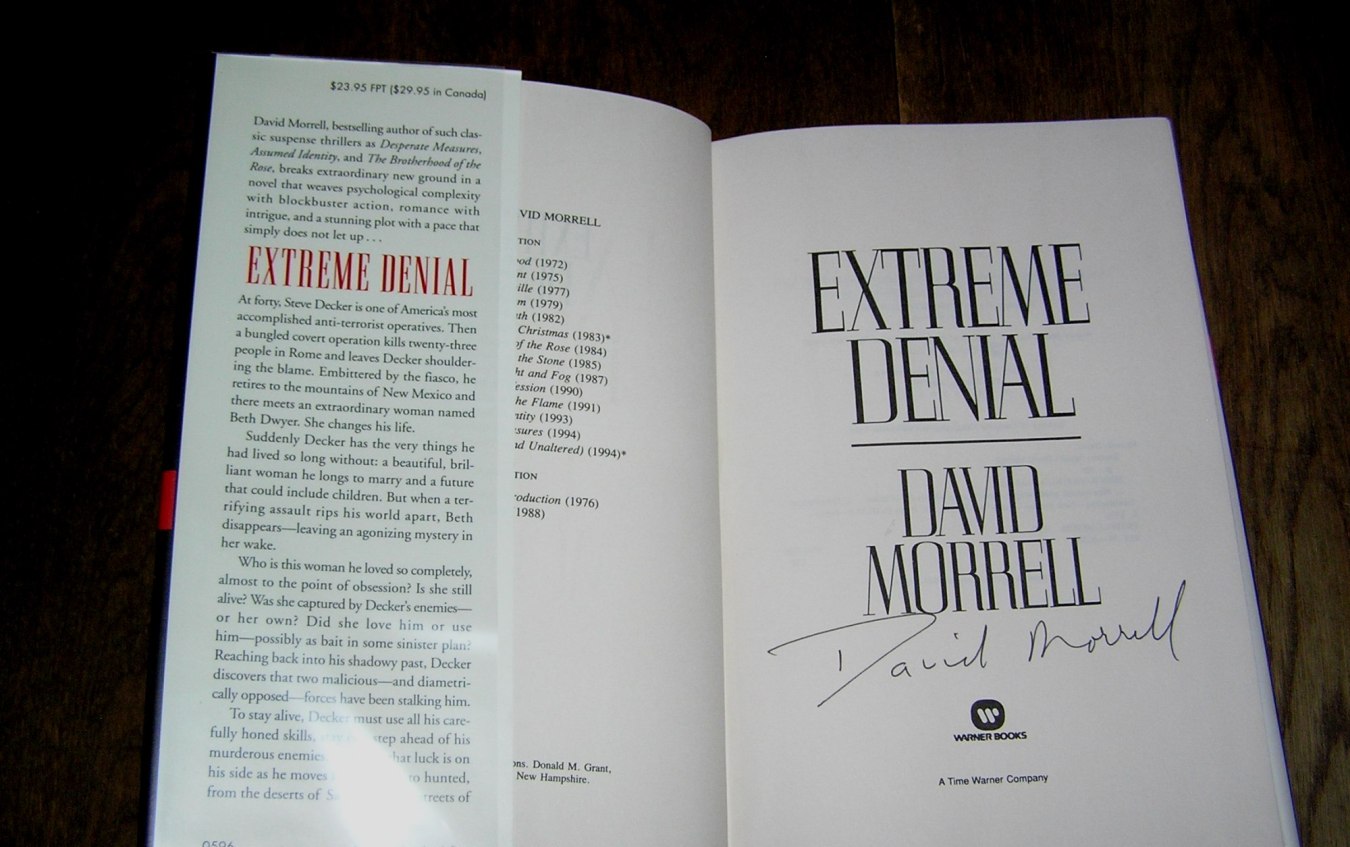 $23.95 FPT ($29.95 in Canada)
David Morrell, bestselling author of such clas-
sic suspense thrillers as Desperate Measures,
Assumed Identity, and The Brotherhood of the
Rose, breaks extraordinary new ground in a
novel that weaves psychological complexity
with blockbuster action, romance with
intrigue, and a stunning plot with a pace that
simply does not let up . . .
EXTREME DENIAL
At forty, Steve Decker is one of America's most
accomplished anti-terrorist operatives. Then
a bungled covert operation kills twenty-three
people in Rome and leaves Decker shoulder-
ing the blame. Embittered by the fiasco, he
retires to the mountains of New Mexico and
there meets an extraordinary woman named
Beth Dwyer. She changes his life.
Suddenly Decker has the very things he
had lived so long without: a beautiful, bril-
liant woman he longs to marry and a future
that could include children. But when a ter-
rifying assault rips his world apart, Beth
disappears—leaving an agonizing mystery in
her wake.
Who is this woman he loved so completely,
almost to the point of obsession? Is she still
alive? Was she captured by Decker's enemies—
or her own? Did she love him or use
him—possibly as bait in some sinister plan?
Reaching back into his shadowy past, Decker
discovers that two malicious—and diametri-
cally opposed—forces have been stalking him.
To stay alive, Decker must use all his care-
fully honed skills, step ahead of his
murderous enemies hat luck is on
his side as he moves ro hunted,
from the deserts of reets of
0596
VID MORRELL
TION
od (1972)
nt (1975)
ille (1977)
m (1979)
th (1982)
Christmas (1983)*
of the Rose (1984)
the Stone (1985)
ht and Fog (1987)
ession (1990)
he Flame (1991)
ntity (1993)
sures (1994)
nd Unaltered) (1994)*
TION
roduction (1976)
1988)
ons. Donald M. Grant,
New Hampshire.
EXTREME
DENIAL
DAVID
MORRELL
David Morrell
WARNER BOOKS
A Time Warner Company